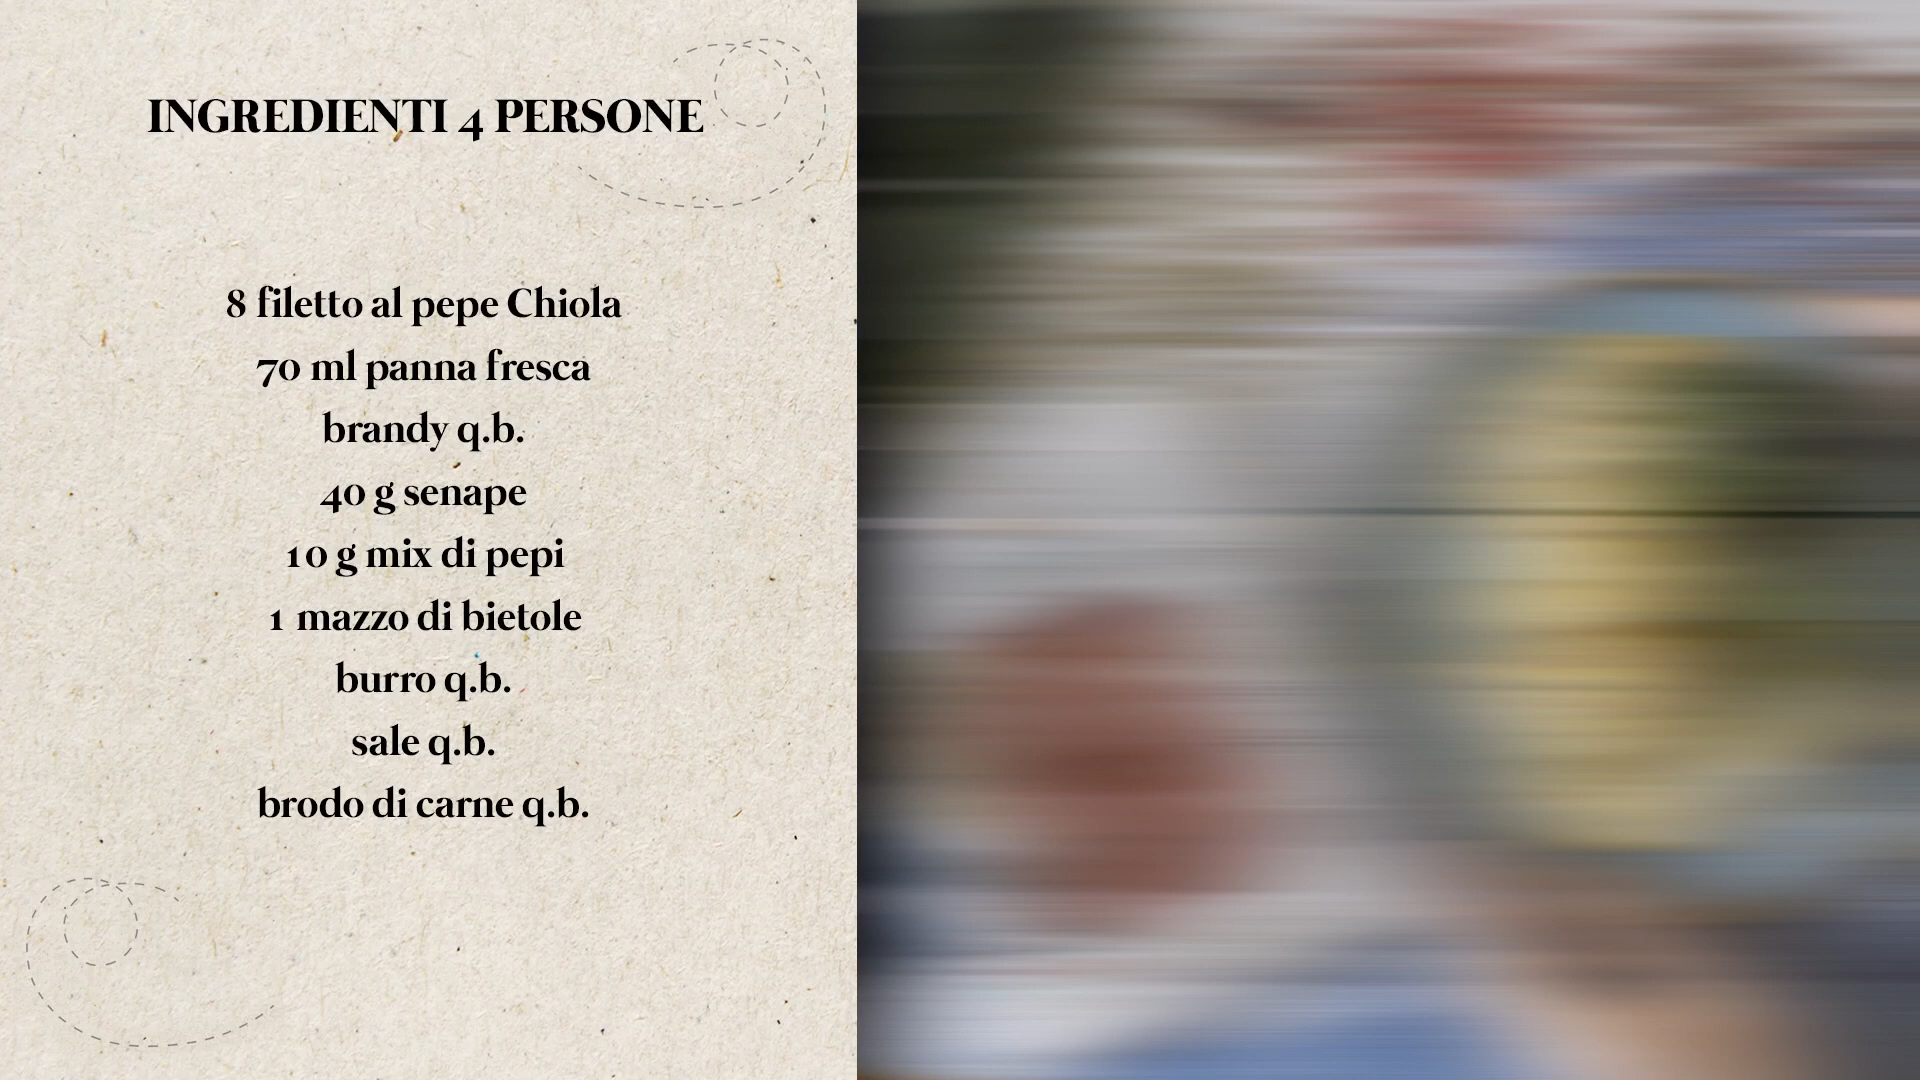 INGREDIENTI 4 PERSONE
8 filetto al pepe Chiola
70 ml panna fresca
brandy q.b.
40 g senape
10 g mix di pepi
1 mazzo di bietole
burro q.b.
sale q.b.
brodo di carne q.b.